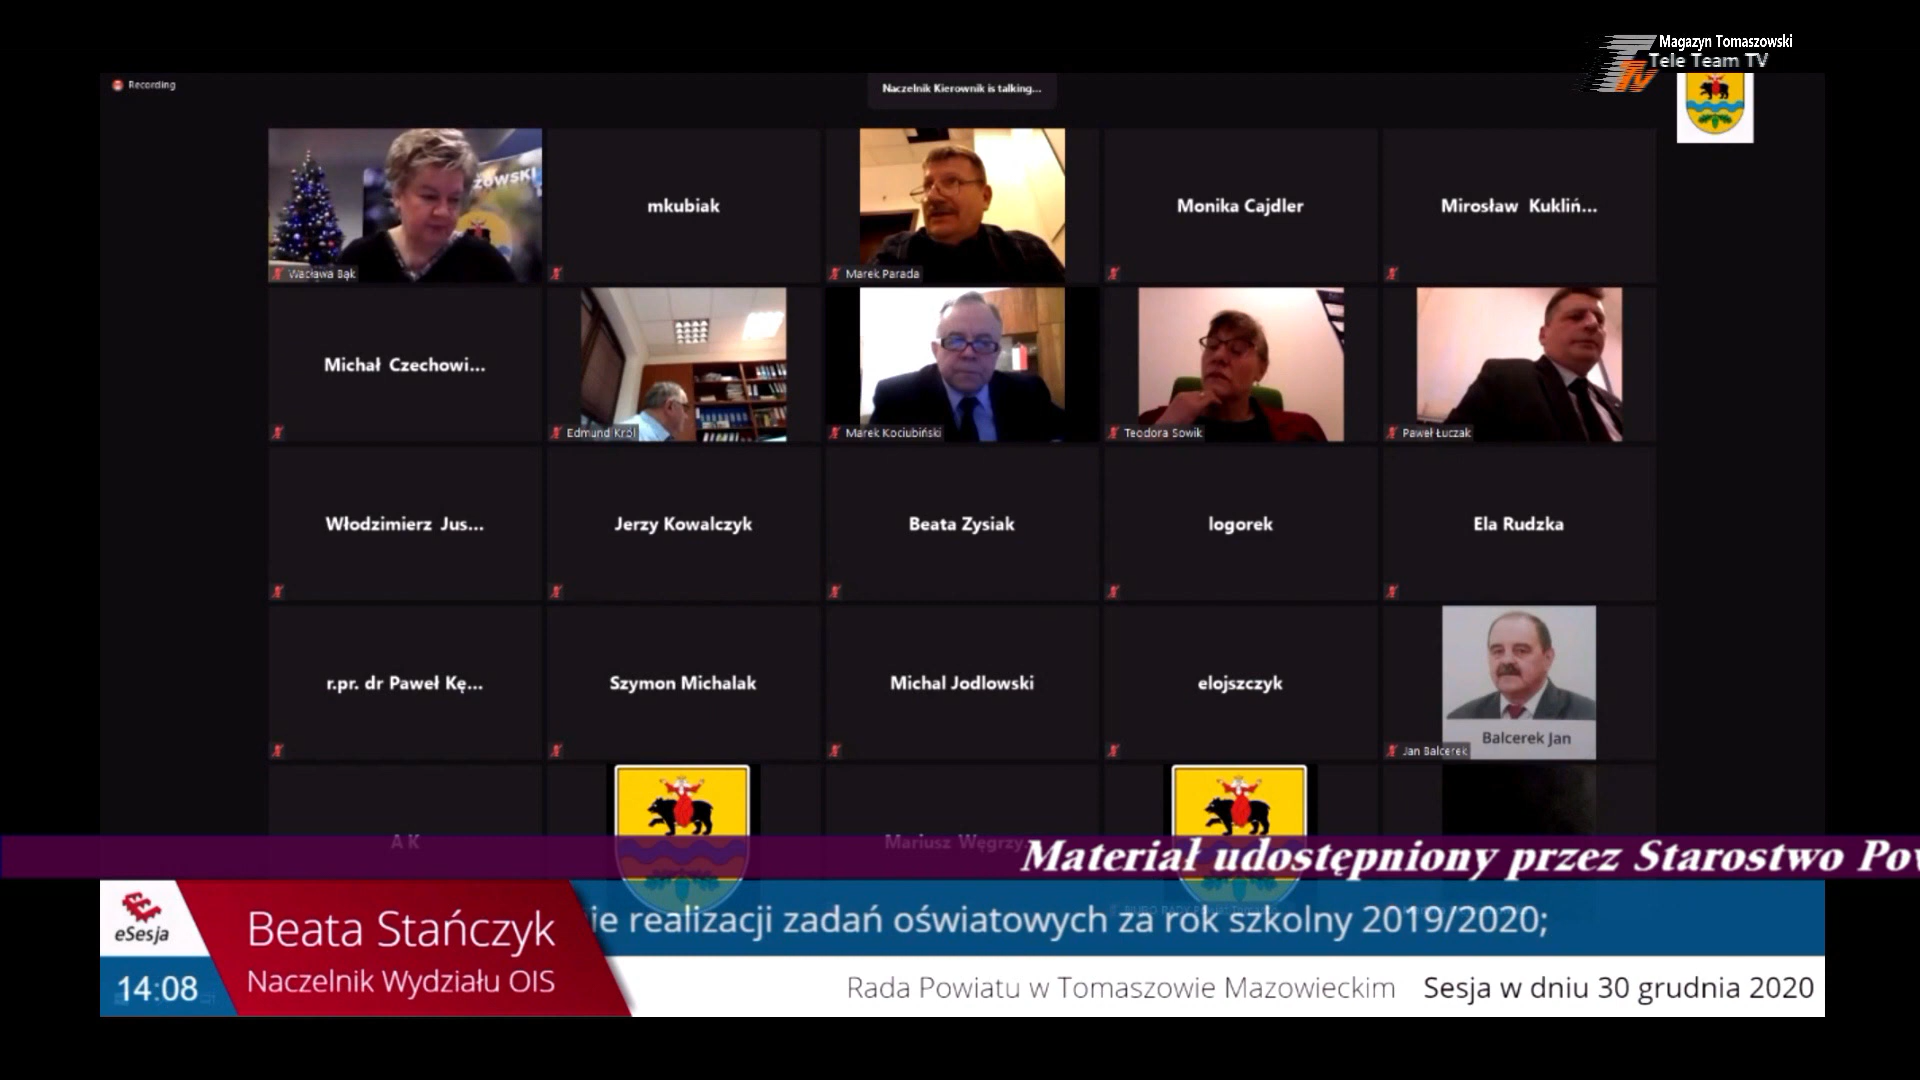 Magazyn Tomaszowski
Tele Team TV
Recording
Naczelnik Kierownik is talking...
Wacława Bąk
mkubiak
Marek Parada
Monika Cajdler
Mirosław Kukliń...
Michał Czechowi...
Edmund Król
Marek Kociubiński
Teodora Sowik
Paweł Łuczak
Włodzimierz Jus...
Jerzy Kowalczyk
Beata Zysiak
logorek
Ela Rudzka
r.pr. dr Paweł Kę...
Szymon Michalak
Michal Jodlowski
elojszczyk
Balcerek Jan
Jan Balcerek
A K
Mariusz Węgrzy
Materiał udostępniony przez Starostwo Pow
eSesja
Beata Stańczyk
ie realizacji zadań oświatowych za rok szkolny 2019/2020;
14:08
Naczelnik Wydziału OIS
Rada Powiatu w Tomaszowie Mazowieckim Sesja w dniu 30 grudnia 2020